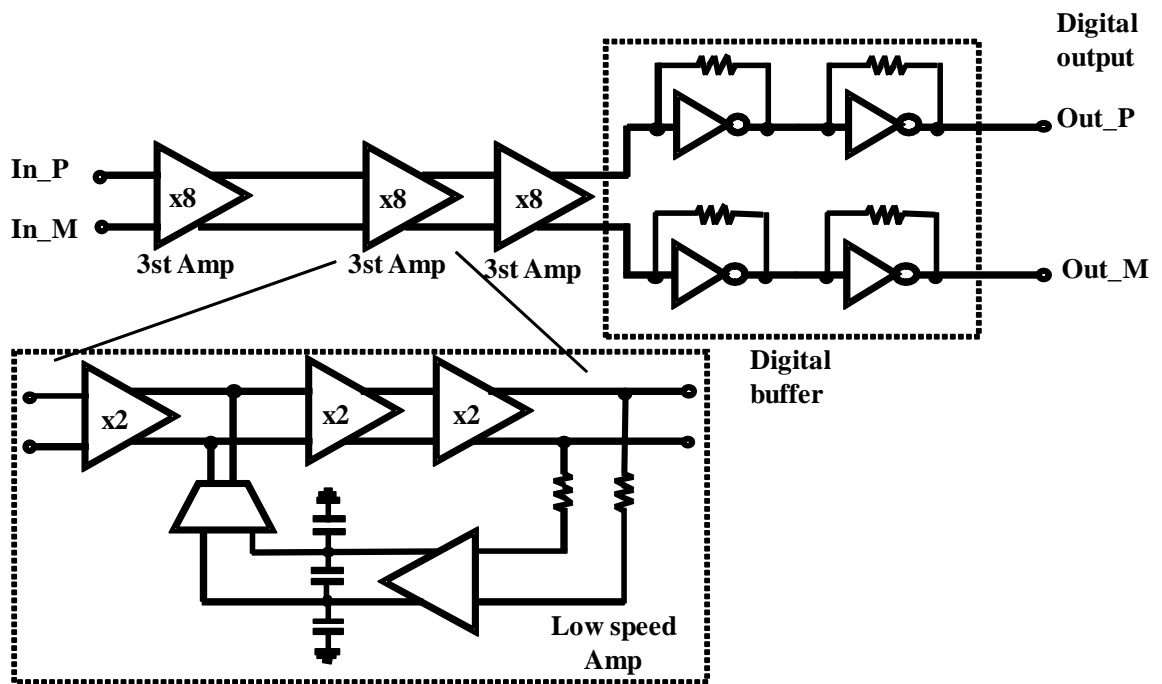 Digital
output
Out_P
In_P
x8
x8
x8
In_M
3st Amp
3st Amp
3st Amp
Out_M
Digital
buffer
x2
x2
x2
Low speed
Amp